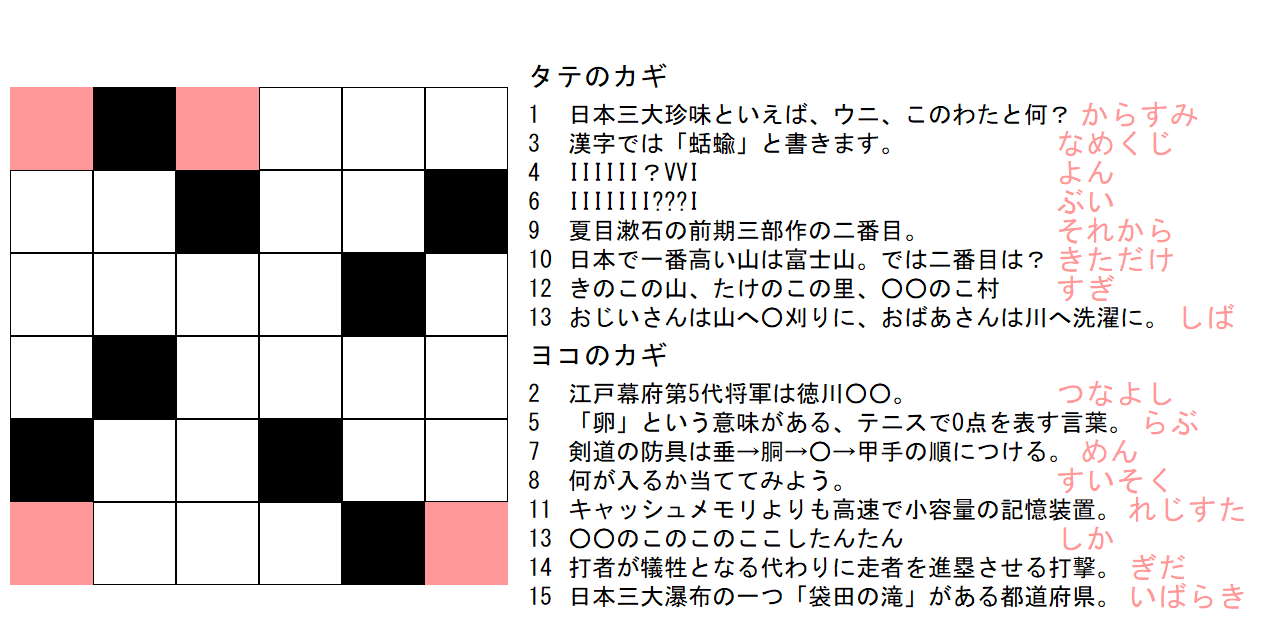 タテのカギ
1 日本三大珍味といえば、ウニ、このわたと何? からすみ
3 漢字では「蛞蝓」と書きます。 なめくじ
4 IIIIII?VVI よん
6 IIIIIII???I ぶい
9 夏目漱石の前期三部作の二番目。 それから
10 日本で一番高い山は富士山。では二番目は? きただけ
12 きのこの山、たけのこの里、〇〇のこ村 すぎ
13 おじいさんは山へ〇刈りに、おばあさんは川へ洗濯に。 しば
ヨコのカギ
2 江戸幕府第5代将軍は徳川〇〇。 つなよし
5 「卵」という意味がある、テニスで0点を表す言葉。 らぶ
7 剣道の防具は垂→胴→〇→甲手の順につける。 めん
8 何が入るか当ててみよう。 すいそく
11 キャッシュメモリよりも高速で小容量の記憶装置。 れじすた
13 〇〇のこのこのここしたんたん しか
14 打者が犠牲となる代わりに走者を進塁させる打撃。 ぎだ
15 日本三大瀑布の一つ「袋田の滝」がある都道府県。 いばらき